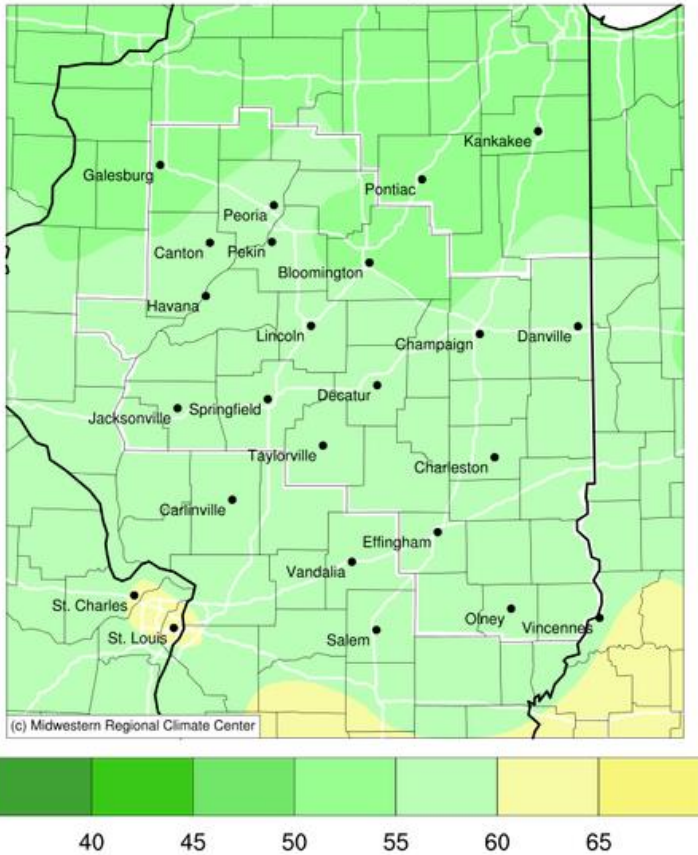 Kankakee
Galesburg
Pontiac
Peoria
Canton
Pekin
Bloomington
Havana
Lincoln
Champaign
Danville
Decatur
Jacksonville
Springfield
Taylorville
Charleston
Carlinville
Effingham
Vandalia
St. Charles
Olney
Vincennes
St. Louis
Salem
(c) Midwestern Regional Climate Center
40 45 50 55 60 65